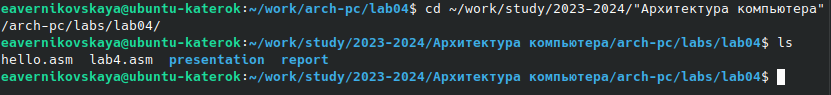 eavernikovskaya@ubuntu-katerok:~/work/arch-pc/lab04$ cd ~/work/study/2023-2024/"Архитектура компьютера"
/arch-pc/labs/lab04/
eavernikovskaya@ubuntu-katerok:~/work/study/2023-2024/Архитектура компьютера/arch-pc/labs/lab04$ ls
hello.asm  lab4.asm  presentation  report
eavernikovskaya@ubuntu-katerok:~/work/study/2023-2024/Архитектура компьютера/arch-pc/labs/lab04$